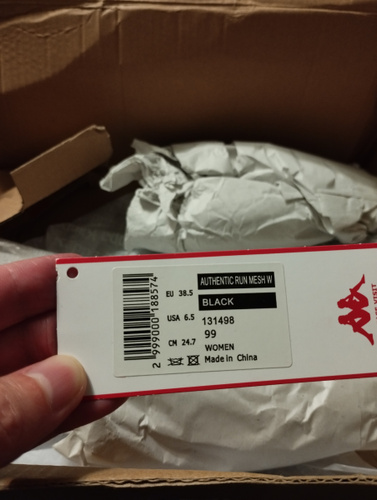 AUTHENTIC RUN MESH W
EU 38.5
BLACK
USA 6.5
131498
99
CM 24.7
WOMEN
Made in China
2 999000 188574